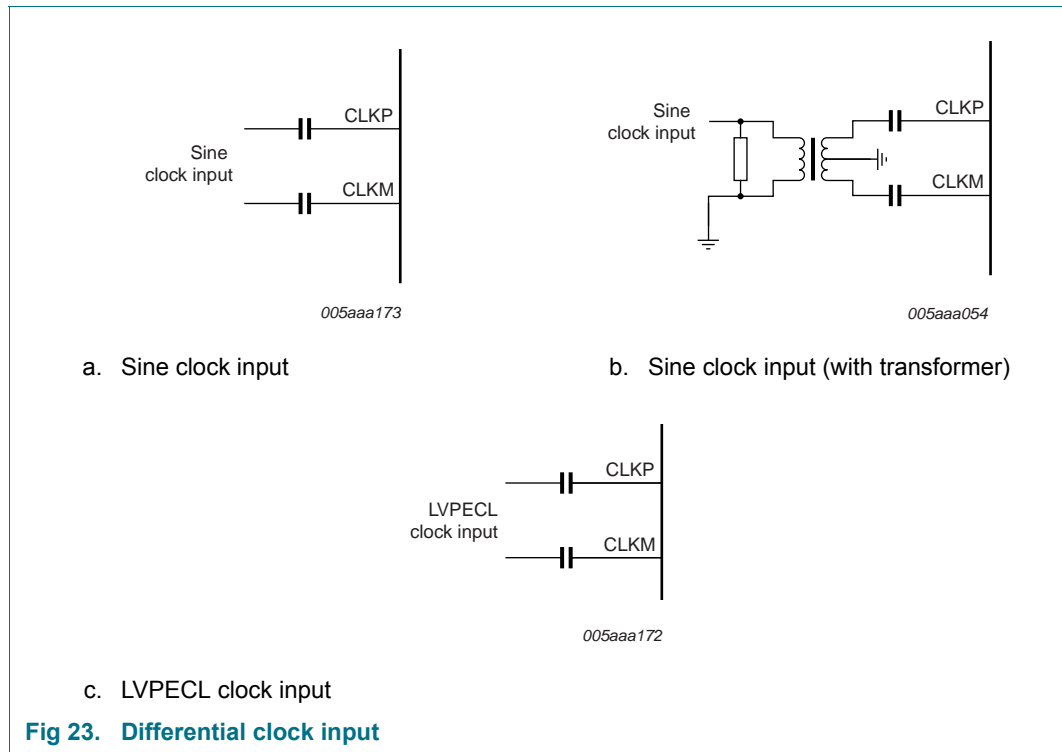 Sine
clock input
CLKP
CLKM
005aaa173
a. Sine clock input
Sine
clock input
CLKP
CLKM
005aaa054
b. Sine clock input (with transformer)
LVPECL
clock input
CLKP
CLKM
005aaa172
c. LVPECL clock input
Fig 23. Differential clock input